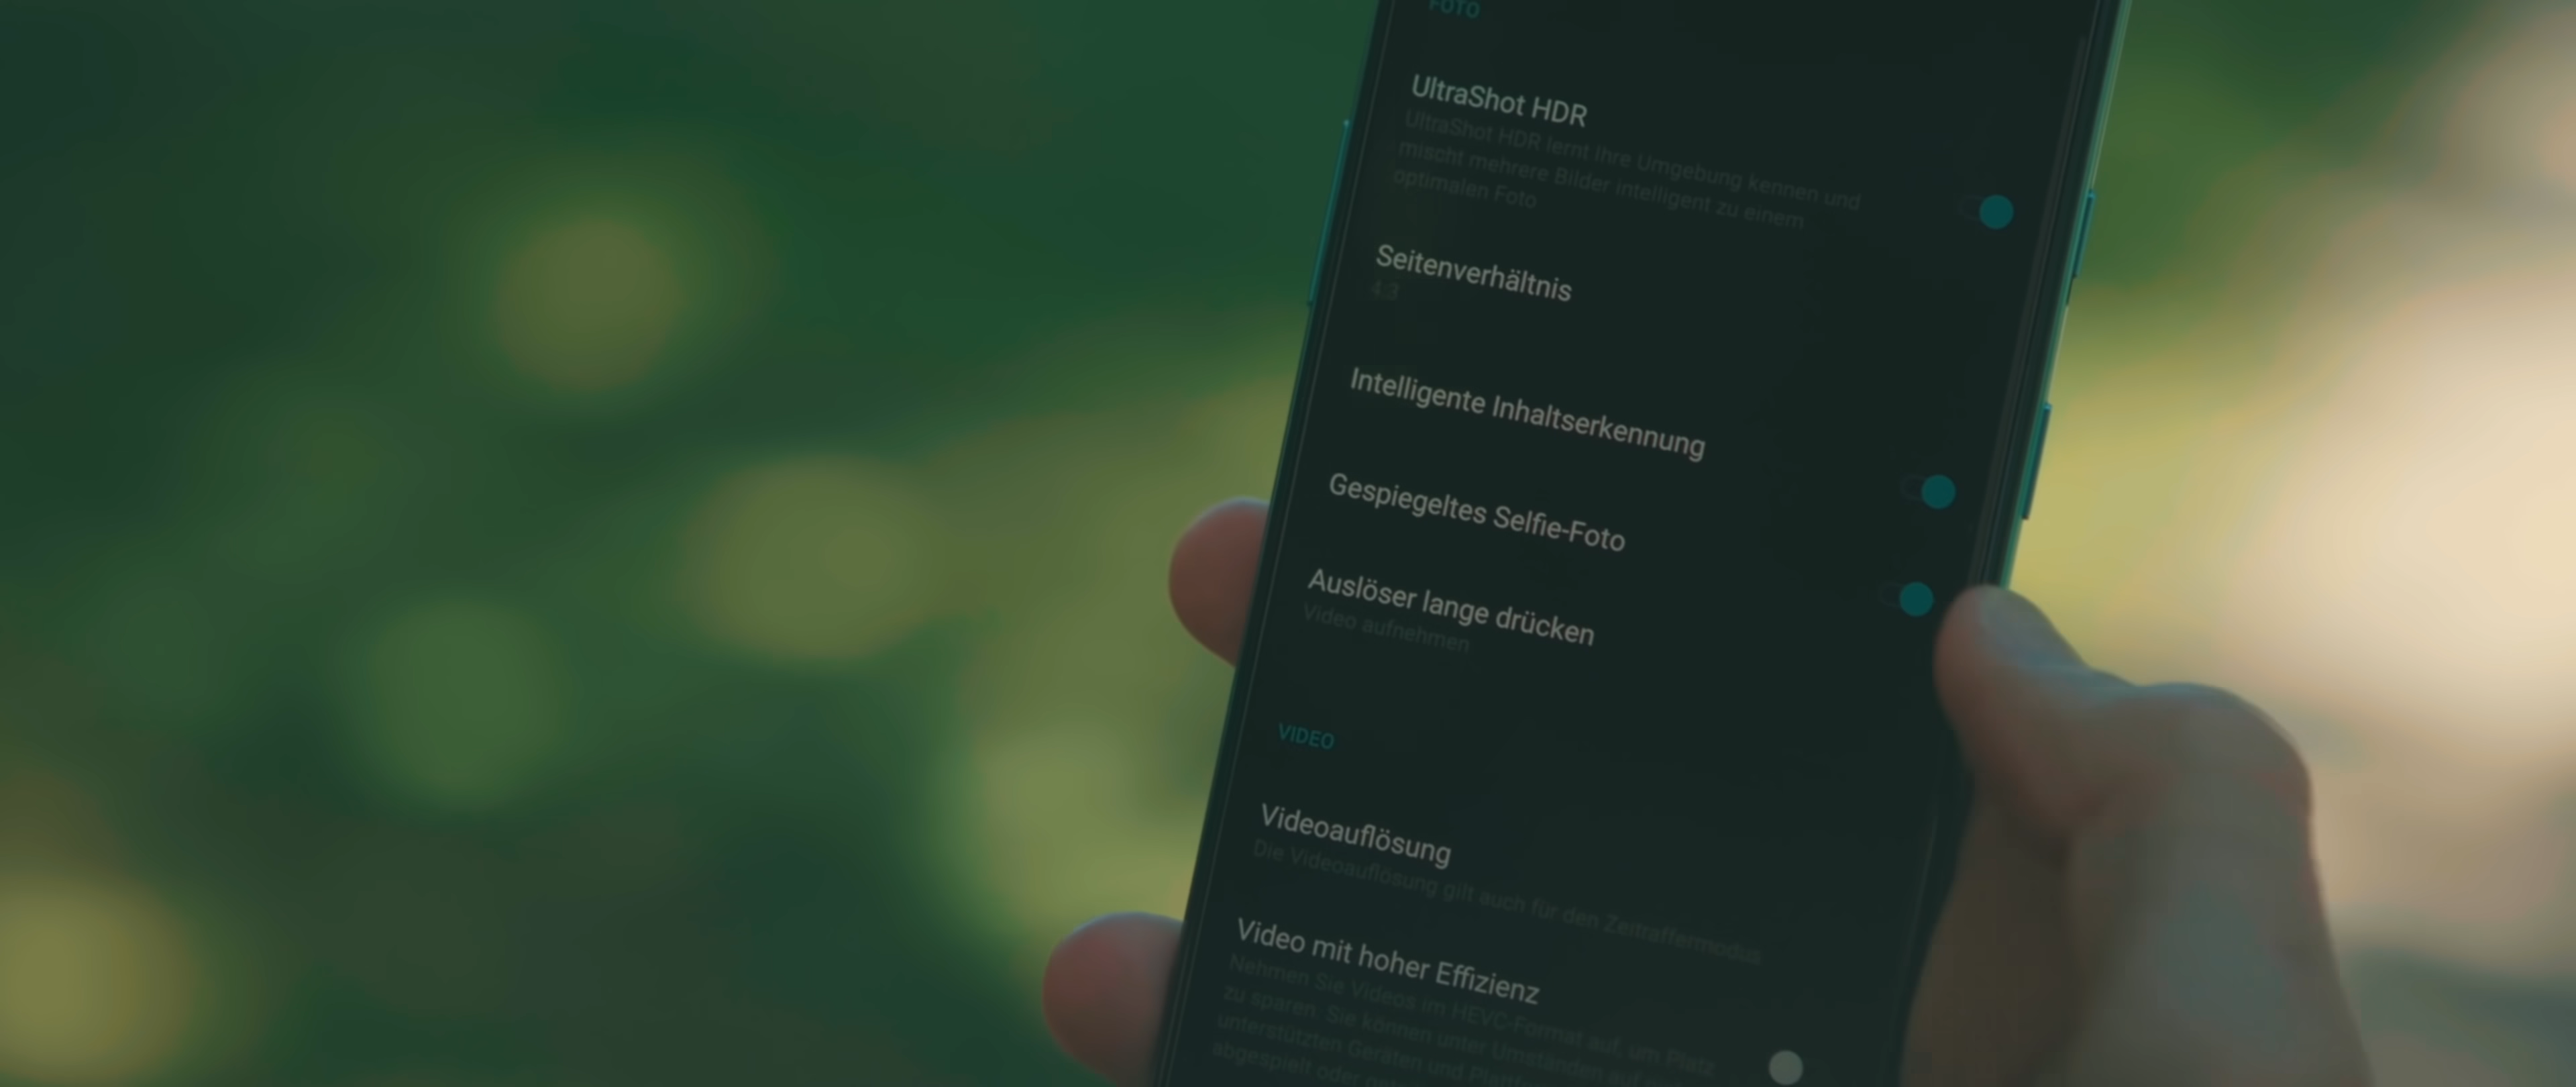 FOTO
UltraShot HDR
UltraShot HDR lernt Ihre Umgebung kennen und
mischt mehrere Bilder intelligent zu einem
optimalen Foto
Seitenverhältnis
4:3
Intelligente Inhaltserkennung
Gespiegeltes Selfie-Foto
Auslöser lange drücken
Video aufnehmen
VIDEO
Videoauflösung
Die Videoauflösung gilt auch für den Zeitraffermodus
Video mit hoher Effizienz
Nehmen Sie Videos im HEVC-Format auf, um Platz
zu sparen. Sie können unter Umständen auf
unterstützten Geräten und
abgespielt oder